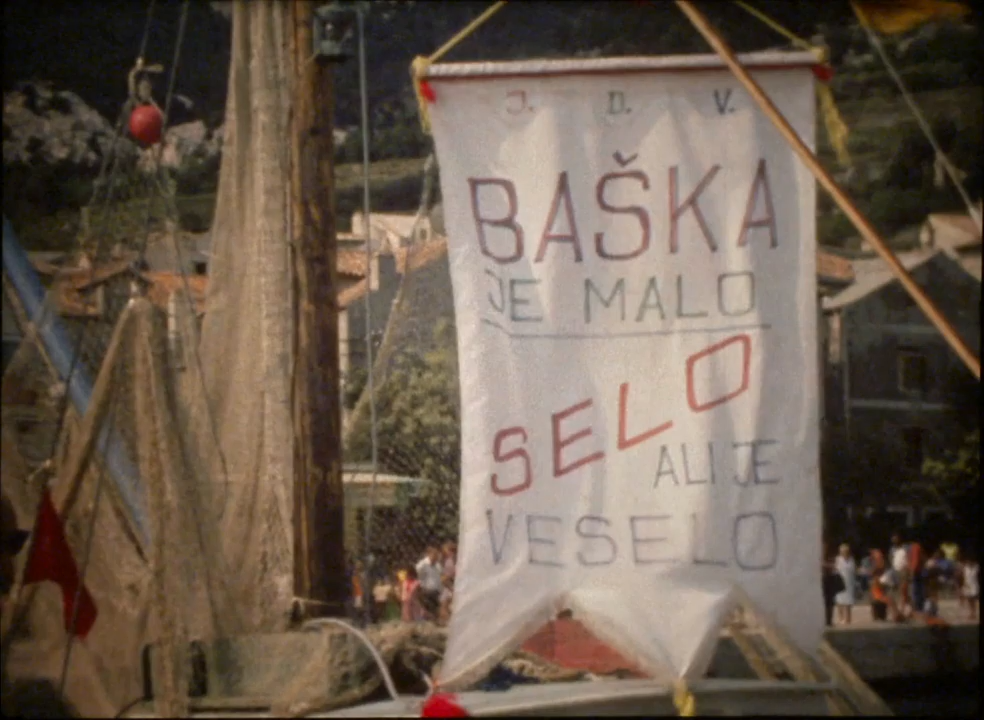 J. D. V.
BAŠKA
JE MALO
SELO
ALI JE
VESELO